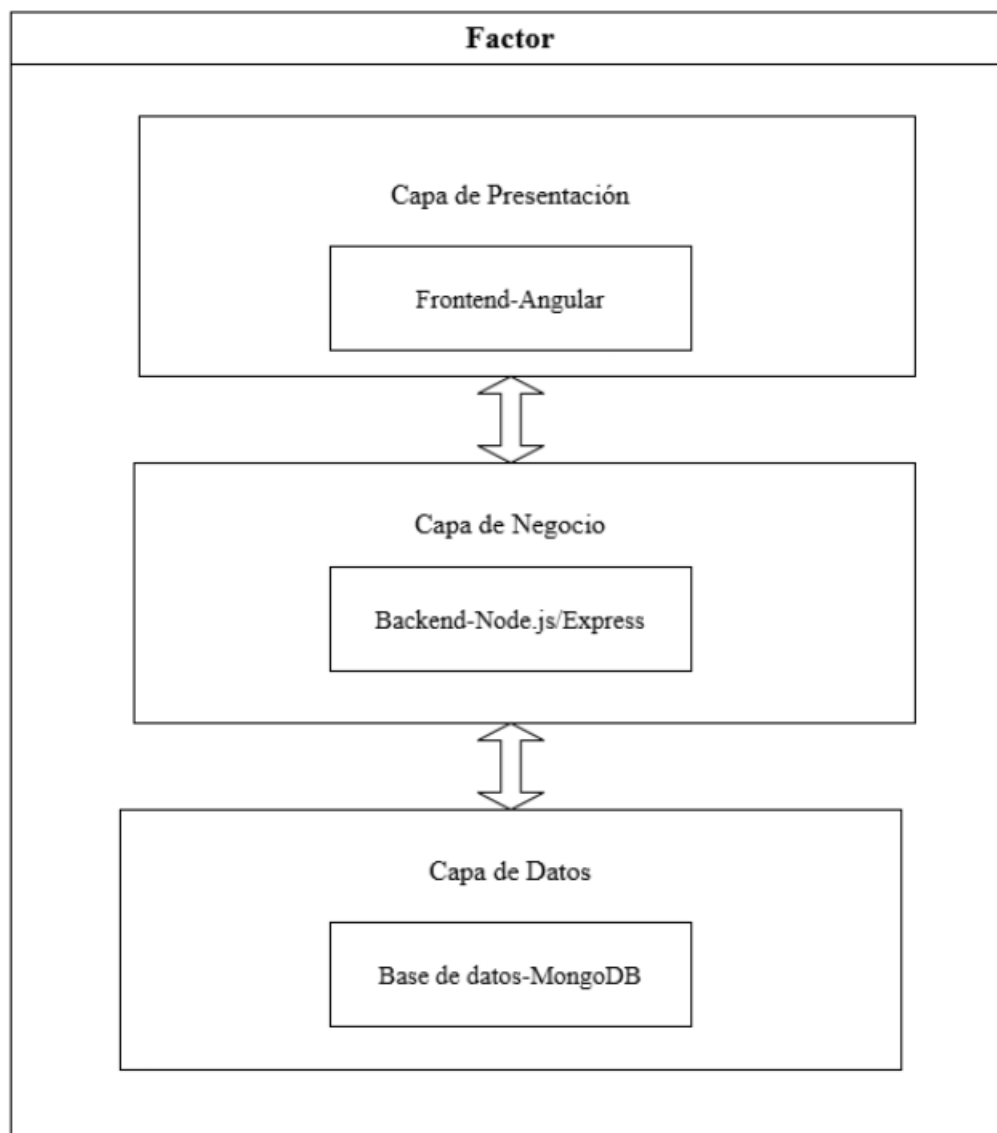 Factor
Capa de Presentación
Frontend-Angular
Capa de Negocio
Backend-Node.js/Express
Capa de Datos
Base de datos-MongoDB